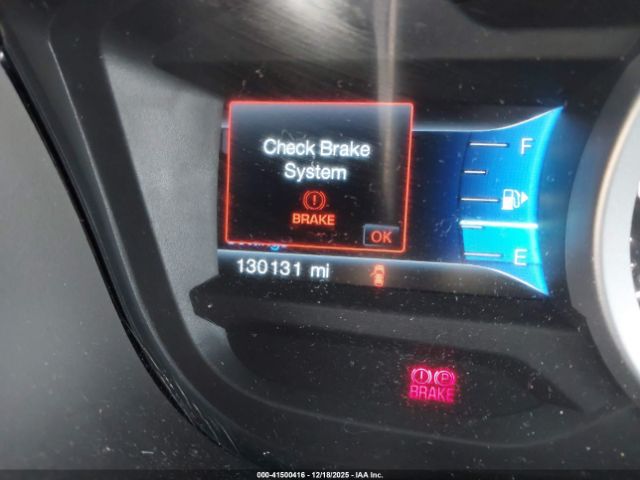 Check Brake
System
BRAKE
OK
F
E
130131 mi
P
BRAKE
000-41500416 - 12/18/2025 - IAA Inc.